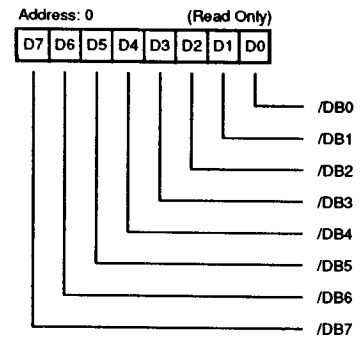 Address: 0 (Read Only)
D7 D6 D5 D4 D3 D2 D1 D0
/DB0
/DB1
/DB2
/DB3
/DB4
/DB5
/DB6
/DB7